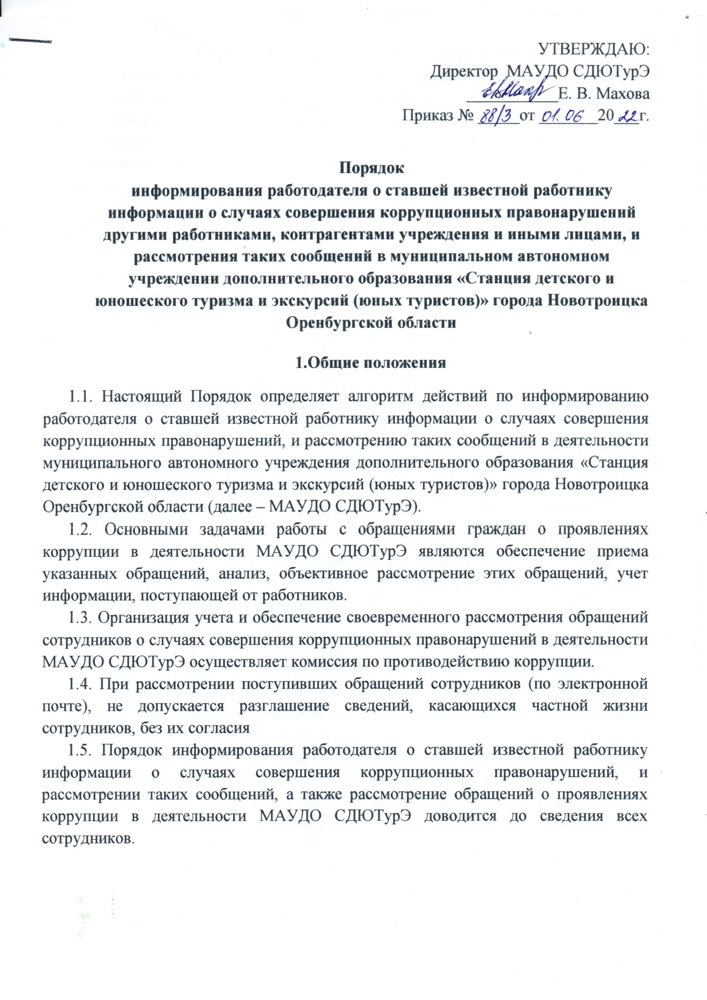 УТВЕРЖДАЮ:
Директор МАУДО СДЮТурЭ
Е. В. Махова
Приказ № 88/3 от 01.06 2022г.
Порядок
информирования работодателя о ставшей известной работнику
информации о случаях совершения коррупционных правонарушений
другими работниками, контрагентами учреждения и иными лицами, и
рассмотрения таких сообщений в муниципальном автономном
учреждении дополнительного образования «Станция детского и
юношеского туризма и экскурсий (юных туристов)» города Новотроицка
Оренбургской области
1.Общие положения
1.1. Настоящий Порядок определяет алгоритм действий по информированию
работодателя о ставшей известной работнику информации о случаях совершения
коррупционных правонарушений, и рассмотрению таких сообщений в деятельности
муниципального автономного учреждения дополнительного образования «Станция
детского и юношеского туризма и экскурсий (юных туристов)» города Новотроицка
Оренбургской области (далее – МАУДО СДЮТурЭ).
1.2. Основными задачами работы с обращениями граждан о проявлениях
коррупции в деятельности МАУДО СДЮТурЭ являются обеспечение приема
указанных обращений, анализ, объективное рассмотрение этих обращений, учет
информации, поступающей от работников.
1.3. Организация учета и обеспечение своевременного рассмотрения обращений
сотрудников о случаях совершения коррупционных правонарушений в деятельности
МАУДО СДЮТурЭ осуществляет комиссия по противодействию коррупции.
1.4. При рассмотрении поступивших обращений сотрудников (по электронной
почте), не допускается разглашение сведений, касающихся частной жизни
сотрудников, без их согласия
1.5. Порядок информирования работодателя о ставшей известной работнику
информации о случаях совершения коррупционных правонарушений, и
рассмотрении таких сообщений, а также рассмотрение обращений о проявлениях
коррупции в деятельности МАУДО СДЮТурЭ доводится до сведения всех
сотрудников.